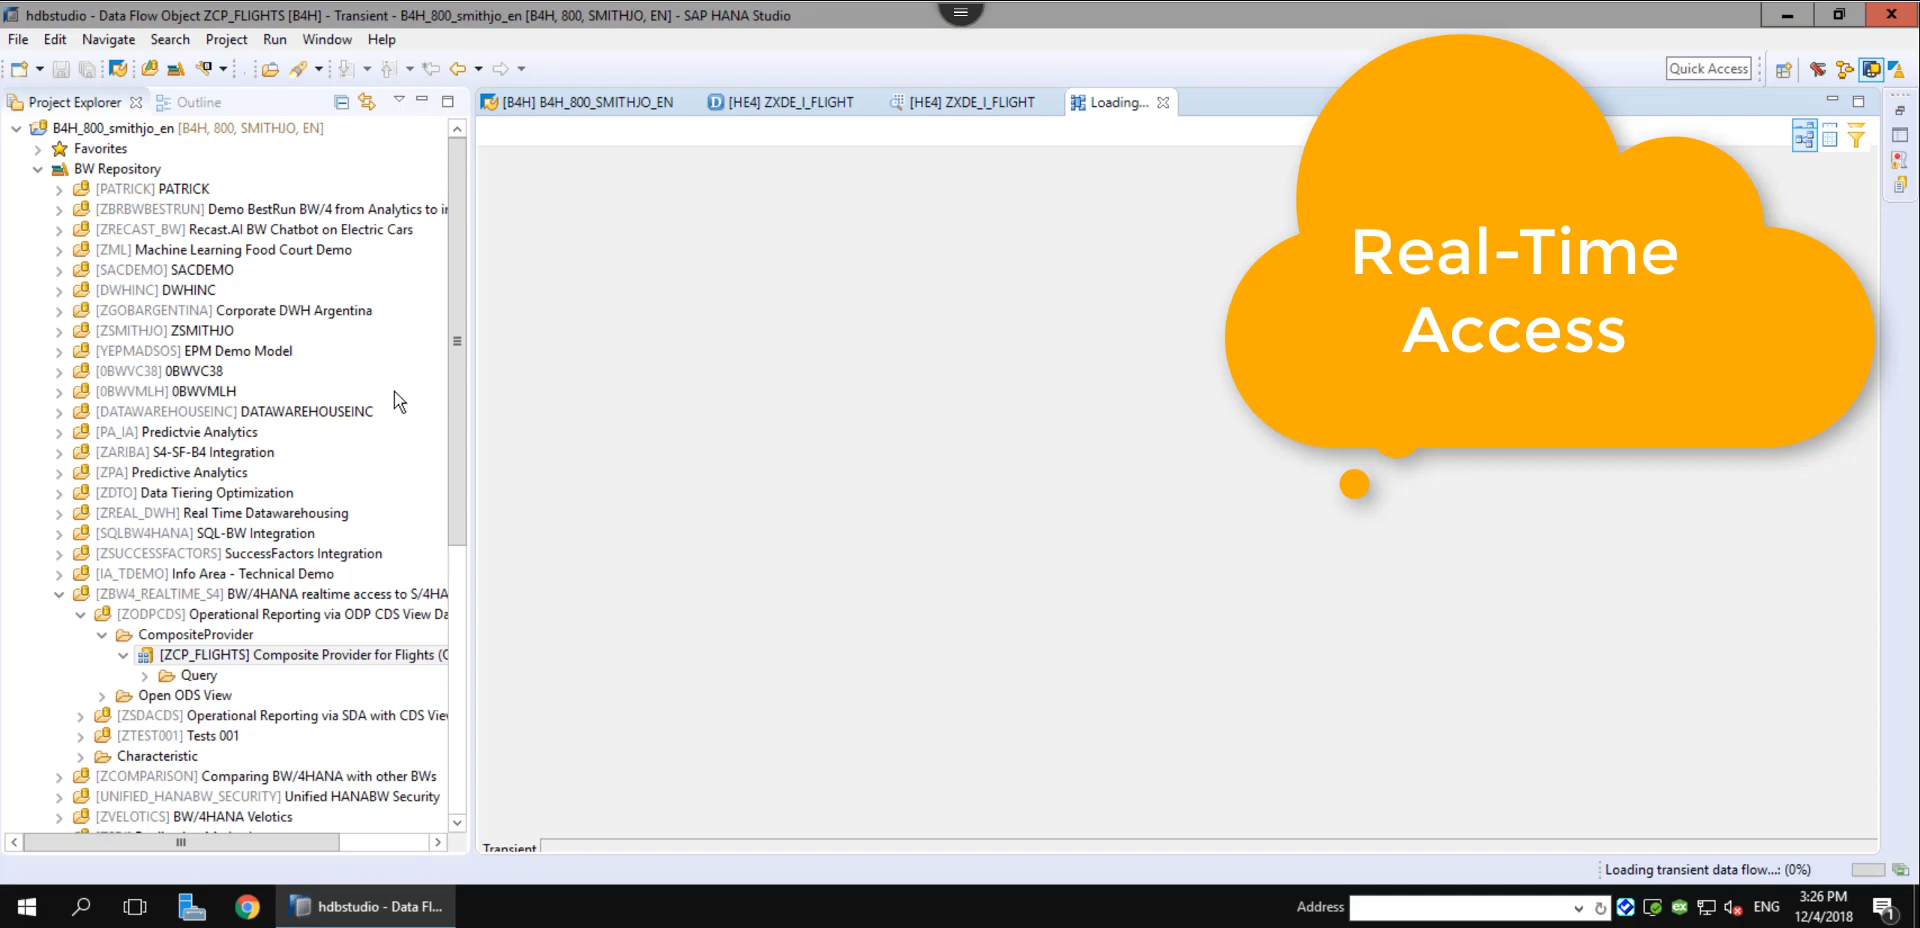 hdbstudio - Data Flow Object ZCP_FLIGHTS [B4H] - Transient - B4H_800_smithjo_en [B4H, 800, SMITHJO, EN] - SAP HANA Studio
File Edit Navigate Search Project Run Window Help
Quick Access
Project Explorer Outline
[B4H] B4H_800_SMITHJO_EN [HE4] ZXDE_I_FLIGHT [HE4] ZXDE_I_FLIGHT Loading...
B4H_800_smithjo_en [B4H, 800, SMITHJO, EN]
Favorites
BW Repository
[PATRICK] PATRICK
[ZBRBWBESTRUN] Demo BestRun BW/4 from Analytics to
[ZRECAST_BW] Recast.AI BW Chatbot on Electric Cars
[ZML] Machine Learning Food Court Demo
[SACDEMO] SACDEMO
[DWHINC] DWHINC
[ZGOBARGENTINA] Corporate DWH Argentina
[ZSMITHJO] ZSMITHJO
[YEPMADSOS] EPM Demo Model
[0BWVC38] 0BWVC38
[0BWVMLH] 0BWVMLH
[DATAWAREHOUSEINC] DATAWAREHOUSEINC
[PA_IA] Predictvie Analytics
[ZARIBA] S4-SF-B4 Integration
[ZPA] Predictive Analytics
[ZDTO] Data Tiering Optimization
[ZREAL_DWH] Real Time Datawarehousing
[SQLBW4HANA] SQL-BW Integration
[ZSUCCESSFACTORS] SuccessFactors Integration
[IA_TDEMO] Info Area - Technical Demo
[ZBW4_REALTIME_S4] BW/4HANA realtime access to S/4HA
[ZODPCDS] Operational Reporting via ODP CDS View Da
CompositeProvider
[ZCP_FLIGHTS] Composite Provider for Flights (
Query
Open ODS View
[ZSDACDS] Operational Reporting via SDA with CDS Vie
[ZTEST001] Tests 001
Characteristic
[ZCOMPARISON] Comparing BW/4HANA with other BWs
[UNIFIED_HANABW_SECURITY] Unified HANABW Security
[ZVELOTICS] BW/4HANA Velotics
Real-Time
Access
Transient
Loading transient data flow...: (0%)
hdbstudio - Data Fl...
Address
ex
ENG
3:26 PM
12/4/2018
1